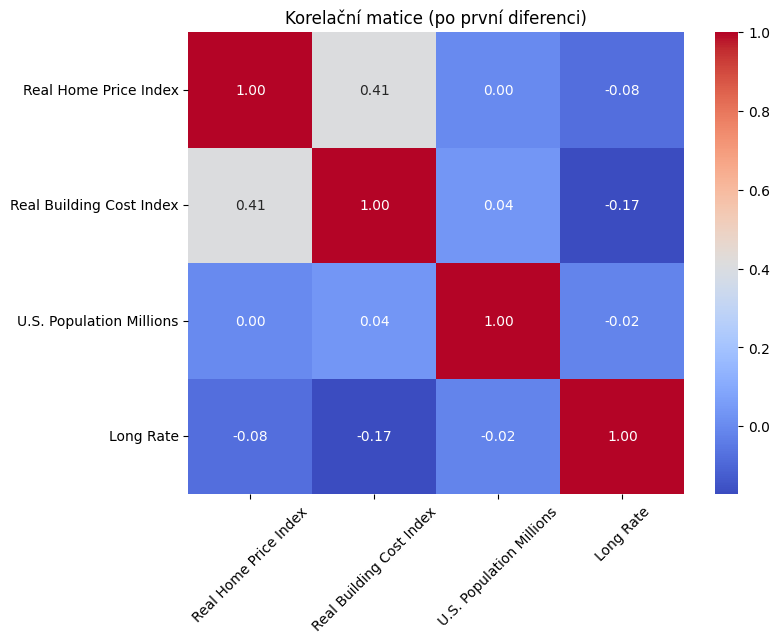 Korelační matice (po první diferenci)
Real Home Price Index
1.00
0.41
0.00
-0.08
Real Building Cost Index
0.41
1.00
0.04
-0.17
U.S. Population Millions
0.00
0.04
1.00
-0.02
Long Rate
-0.08
-0.17
-0.02
1.00
Real Home Price Index
Real Building Cost Index
U.S. Population Millions
Long Rate
1.0
0.8
0.6
0.4
0.2
0.0